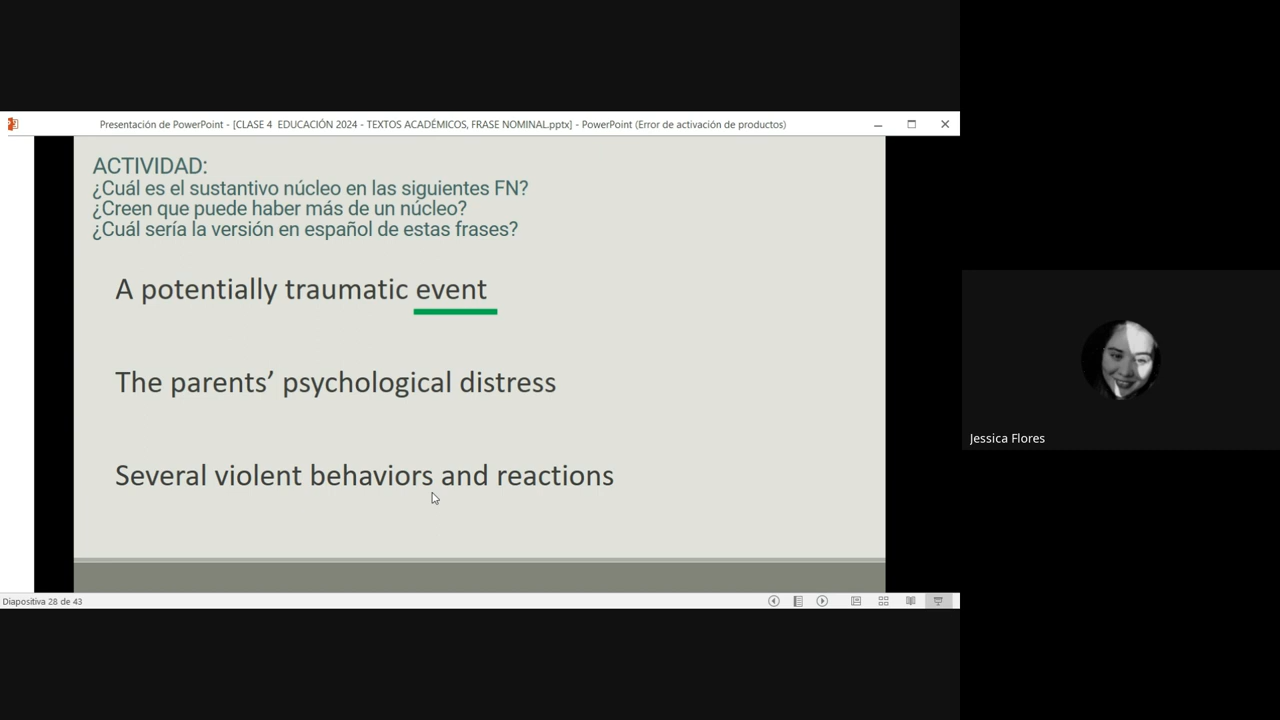 Presentación de PowerPoint - [CLASE 4  EDUCACIÓN 2024 - TEXTOS ACADÉMICOS, FRASE NOMINAL.pptx] - PowerPoint (Error de activación de productos)
ACTIVIDAD:
¿Cuál es el sustantivo núcleo en las siguientes FN?
¿Creen que puede haber más de un núcleo?
¿Cuál sería la versión en español de estas frases?
A potentially traumatic event
The parents’ psychological distress
Several violent behaviors and reactions
Jessica Flores
Diapositiva 28 de 43